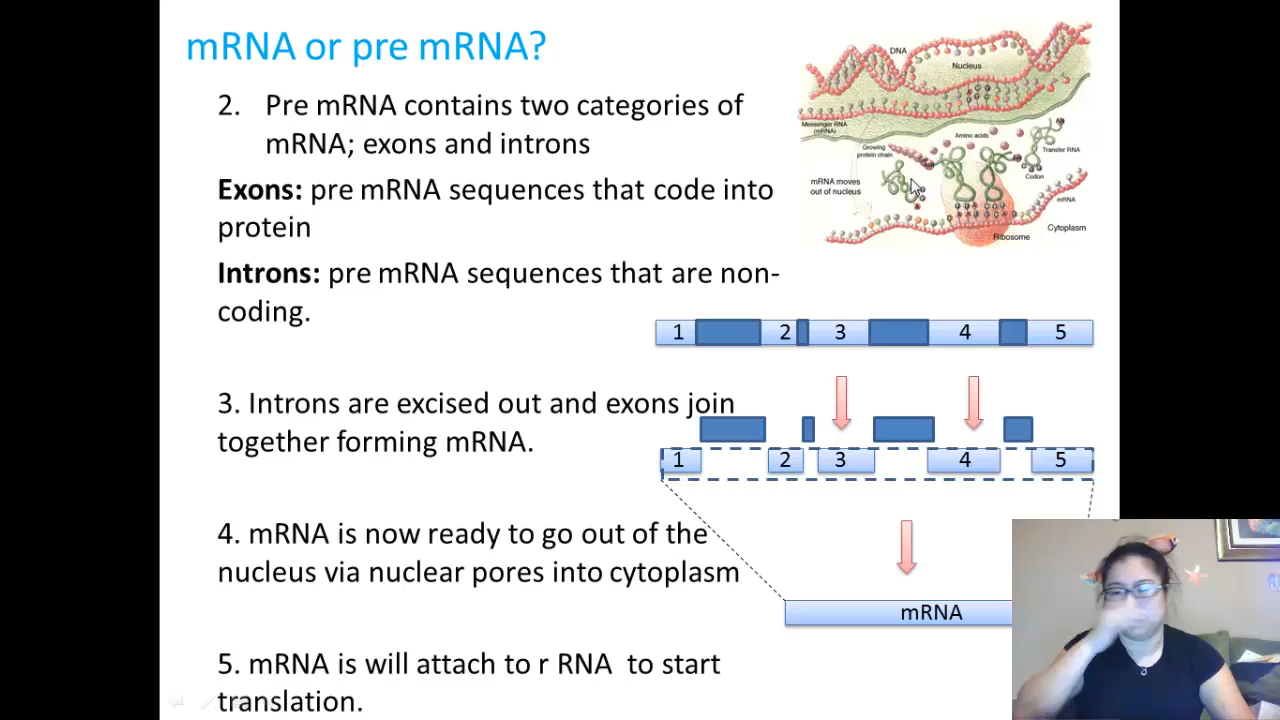 mRNA or pre mRNA?
2. Pre mRNA contains two categories of
mRNA; exons and introns
Exons: pre mRNA sequences that code into
protein
Introns: pre mRNA sequences that are non-
coding.
3. Introns are excised out and exons join
together forming mRNA.
4. mRNA is now ready to go out of the
nucleus via nuclear pores into cytoplasm
5. mRNA is will attach to r RNA to start
translation.
DNA
Nucleus
Messenger RNA
(mRNA)
Amino acids
Growing
protein chain
Transfer RNA
Codon
mRNA moves
out of nucleus
mRNA
Cytoplasm
Ribosome
1 2 3 4 5
1 2 3 4 5
mRNA